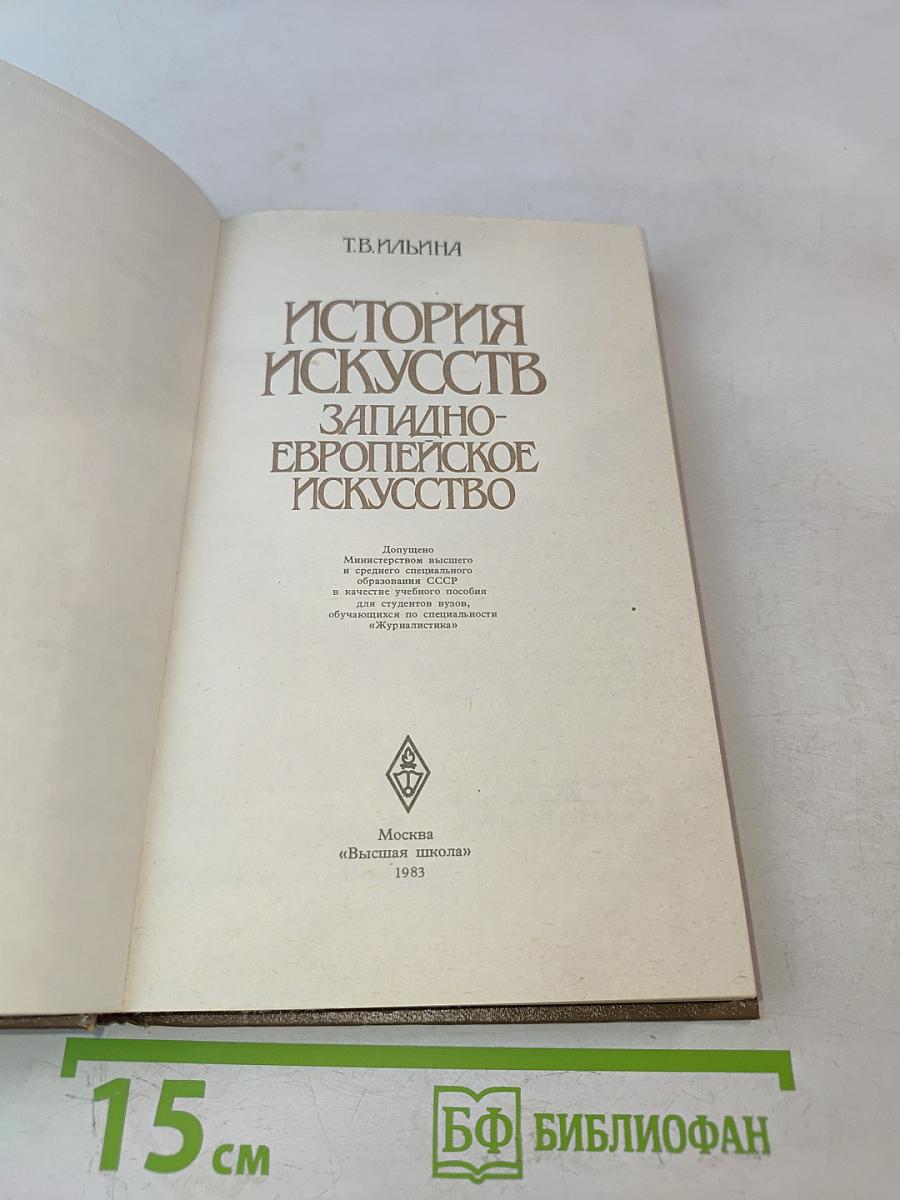 Т.В.ИЛЬИНА
ИСТОРИЯ
ИСКУССТВ
ЗАПАДНО-
ЕВРОПЕЙСКОЕ
ИСКУССТВО
Допущено
Министерством высшего
и среднего специального
образования СССР
в качестве учебного пособия
для студентов вузов,
обучающихся по специальности
«Журналистика»
Москва
«Высшая школа»
1983
15 см
БФ БИБЛИОФАН